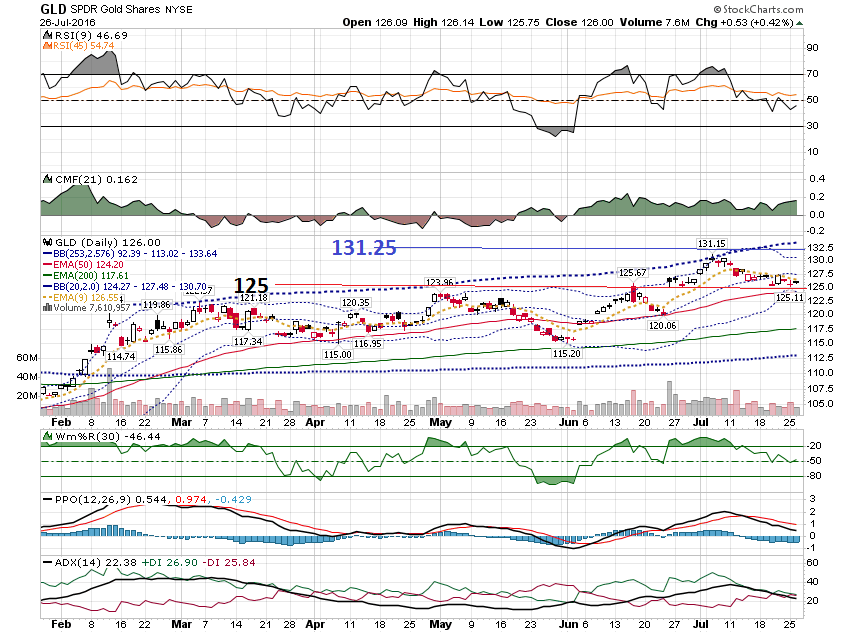 GLD SPDR Gold Shares NYSE © StockCharts.com
26-Jul-2016 Open 126.09 High 126.14 Low 125.75 Close 126.00 Volume 7.6M Chg +0.53 (+0.42%)
RSI(9) 46.69
RSI(45) 54.74
90
70
50
30
10
CMF(21) 0.162
0.4
0.2
0.0
-0.2
GLD (Daily) 126.00
BB(253,2.576) 92.39 - 113.02 - 133.64
EMA(50) 124.20
EMA(200) 117.61
BB(20,2.0) 124.27 - 127.48 - 130.70
EMA(9) 126.55
Volume 7,610,957
131.25
125
131.15
125.67
123.96
121.18
120.35
119.86
125.11
120.06
117.34
116.95
115.86
115.00
115.20
114.74
132.5
130.0
127.5
125.0
122.5
120.0
117.5
115.0
112.5
110.0
107.5
105.0
60M
40M
20M
Feb 8 16 22 Mar 7 14 21 28 Apr 11 18 25 May 9 16 23 Jun 6 13 20 27 Jul 11 18 25
Wm%R(30) -46.44
-20
-50
-80
PPO(12,26,9) 0.544, 0.974, -0.429
3
2
1
0
-1
ADX(14) 22.38 +DI 26.90 -DI 25.84
60
40
20
Feb 8 16 22 Mar 7 14 21 28 Apr 11 18 25 May 9 16 23 Jun 6 13 20 27 Jul 11 18 25